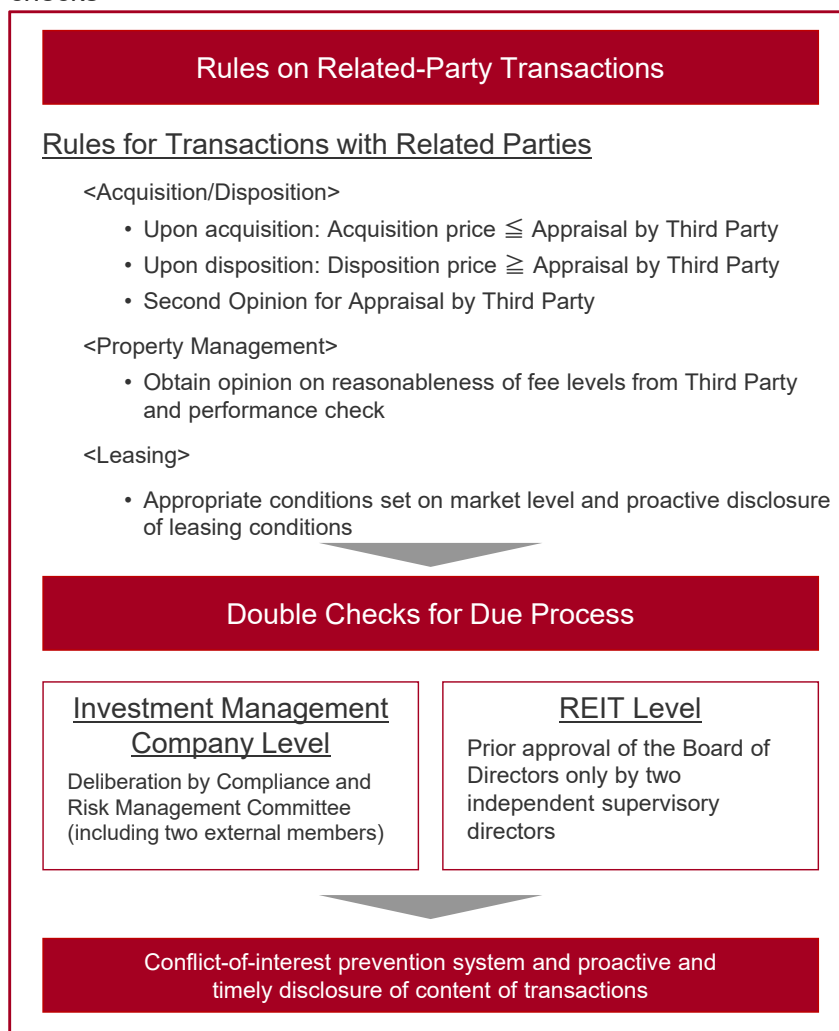 Rules on Related-Party Transactions
Rules for Transactions with Related Parties
<Acquisition/Disposition>
• Upon acquisition: Acquisition price ≦ Appraisal by Third Party
• Upon disposition: Disposition price ≧ Appraisal by Third Party
• Second Opinion for Appraisal by Third Party
<Property Management>
• Obtain opinion on reasonableness of fee levels from Third Party
and performance check
<Leasing>
• Appropriate conditions set on market level and proactive disclosure
of leasing conditions
Double Checks for Due Process
Investment Management
Company Level
Deliberation by Compliance and
Risk Management Committee
(including two external members)
REIT Level
Prior approval of the Board of
Directors only by two
independent supervisory
directors
Conflict-of-interest prevention system and proactive and
timely disclosure of content of transactions